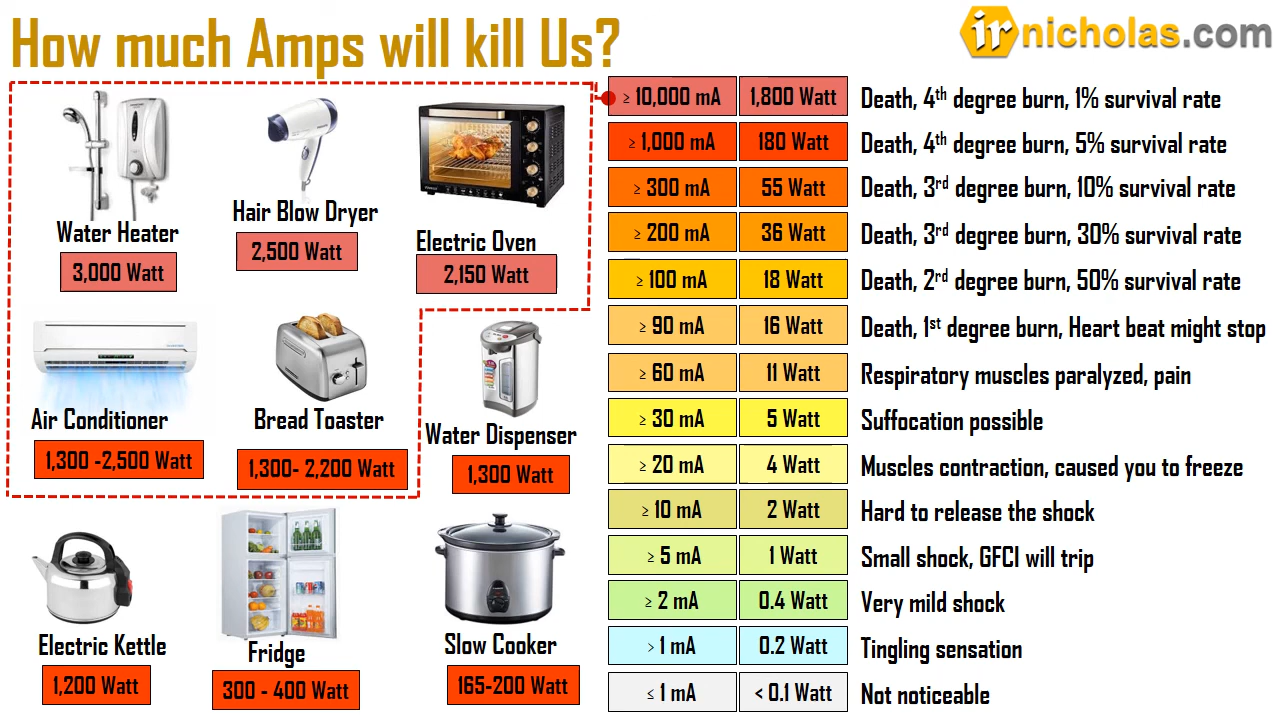 How much Amps will kill Us?
irnicholas.com
Water Heater
3,000 Watt
Hair Blow Dryer
2,500 Watt
Electric Oven
2,150 Watt
Air Conditioner
1,300 -2,500 Watt
Bread Toaster
1,300- 2,200 Watt
Water Dispenser
1,300 Watt
Electric Kettle
1,200 Watt
Fridge
300 - 400 Watt
Slow Cooker
165-200 Watt
≥ 10,000 mA 1,800 Watt Death, 4th degree burn, 1% survival rate
≥ 1,000 mA 180 Watt Death, 4th degree burn, 5% survival rate
≥ 300 mA 55 Watt Death, 3rd degree burn, 10% survival rate
≥ 200 mA 36 Watt Death, 3rd degree burn, 30% survival rate
≥ 100 mA 18 Watt Death, 2rd degree burn, 50% survival rate
≥ 90 mA 16 Watt Death, 1st degree burn, Heart beat might stop
≥ 60 mA 11 Watt Respiratory muscles paralyzed, pain
≥ 30 mA 5 Watt Suffocation possible
≥ 20 mA 4 Watt Muscles contraction, caused you to freeze
≥ 10 mA 2 Watt Hard to release the shock
≥ 5 mA 1 Watt Small shock, GFCI will trip
≥ 2 mA 0.4 Watt Very mild shock
> 1 mA 0.2 Watt Tingling sensation
≤ 1 mA < 0.1 Watt Not noticeable